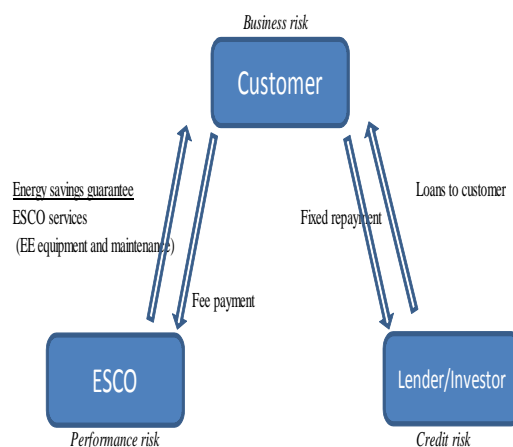 Business risk
Customer
Energy savings guarantee
ESCO services
(EE equipment and maintenance)
Loans to customer
Fixed repayment
Fee payment
ESCO
Lender/Investor
Performance risk
Credit risk